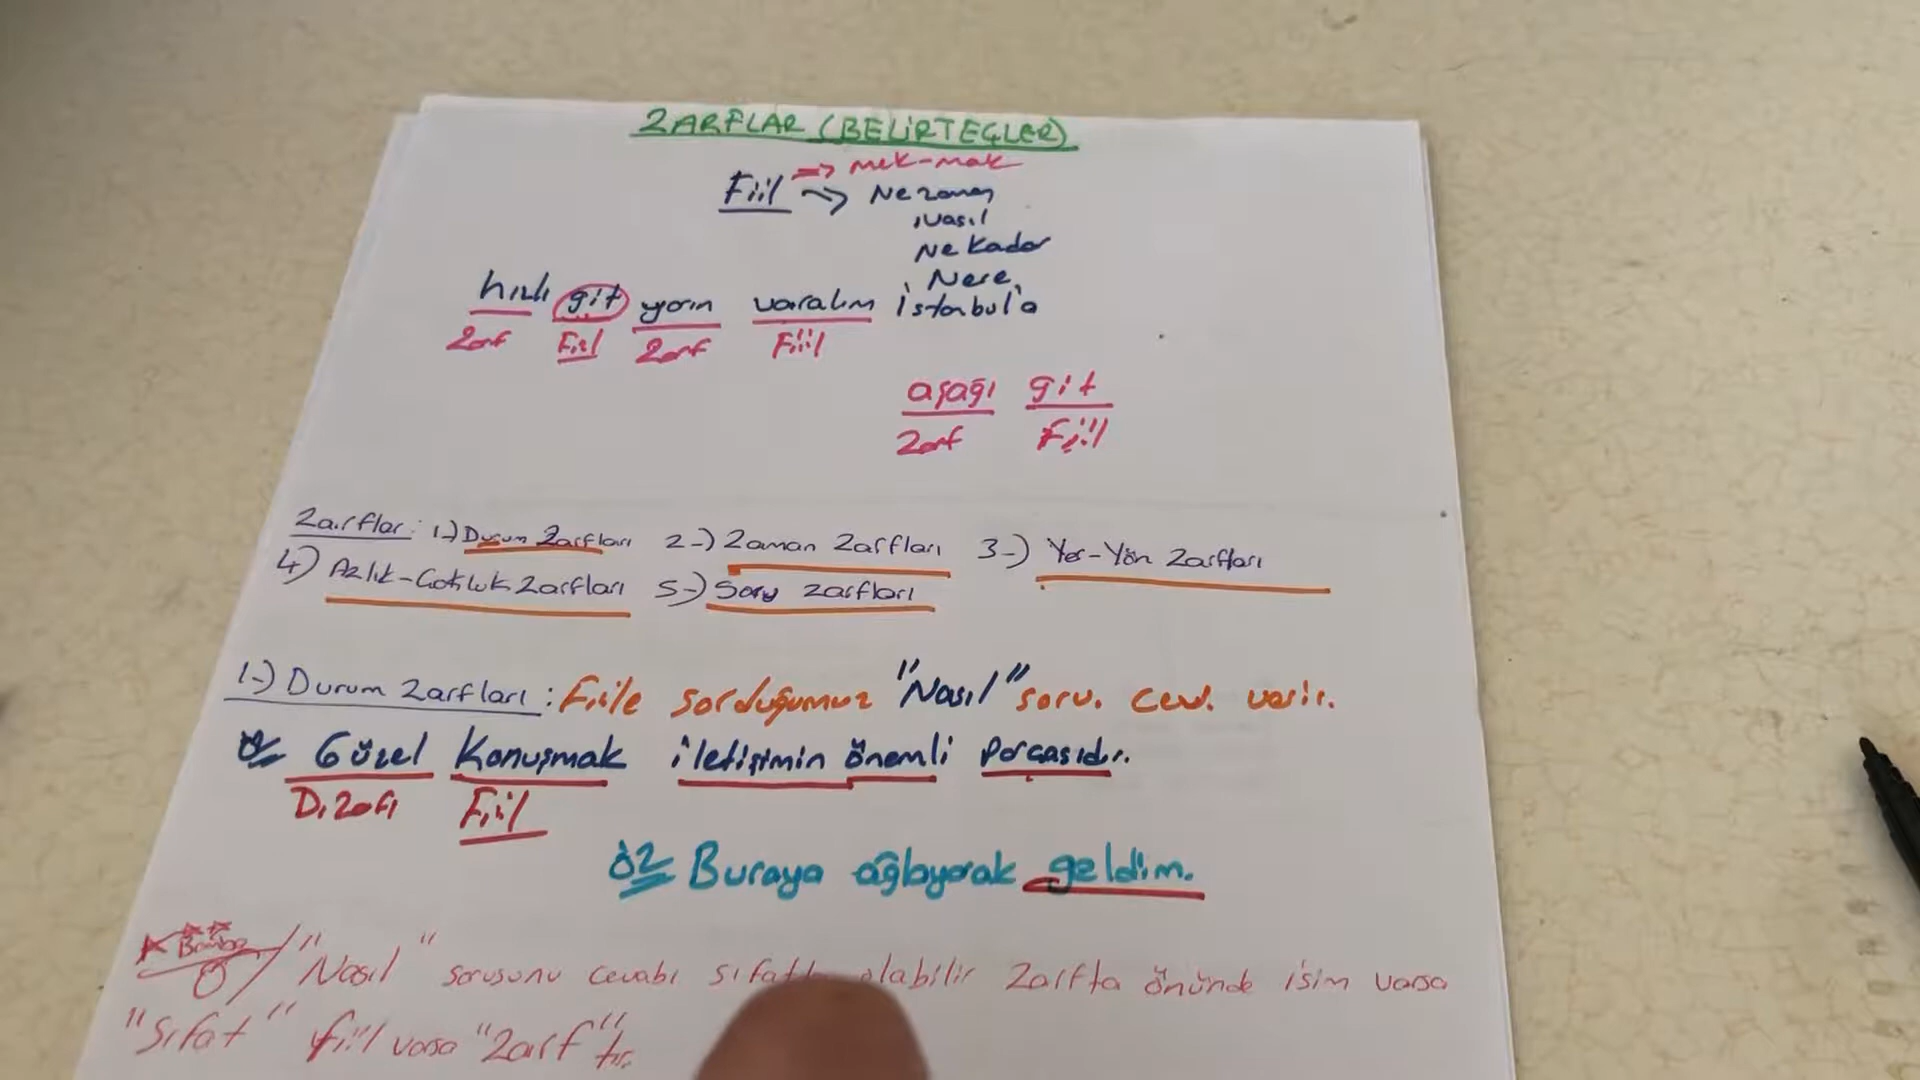 ZARFLAR (BELİRTEÇLER)
Fiil => mek-mak
=> Ne zaman
Nasıl
Ne kadar
Nere
hızlı git yarın varalım İstanbul'a
Zarf Fiil Zarf Fiil
aşağı git
Zarf Fiil
Zarflar: 1-) Durum Zarfları 2-) Zaman Zarfları 3-) Yer-Yön Zarfları
4) Azlık-Çokluk Zarfları 5-) Soru Zarfları
1-) Durum Zarfları: Fiile sorduğumuz "Nasıl" soru. cev. verir.
Güzel Konuşmak iletişimin önemli parçasıdır.
D. Zarfı Fiil
ÖZ Buraya ağlayarak geldim.
Bomba "Nasıl" sorusunu cevabı olabilir Zarfta önünde isim varsa
"Sıfat" fiil varsa "Zarf" tır.